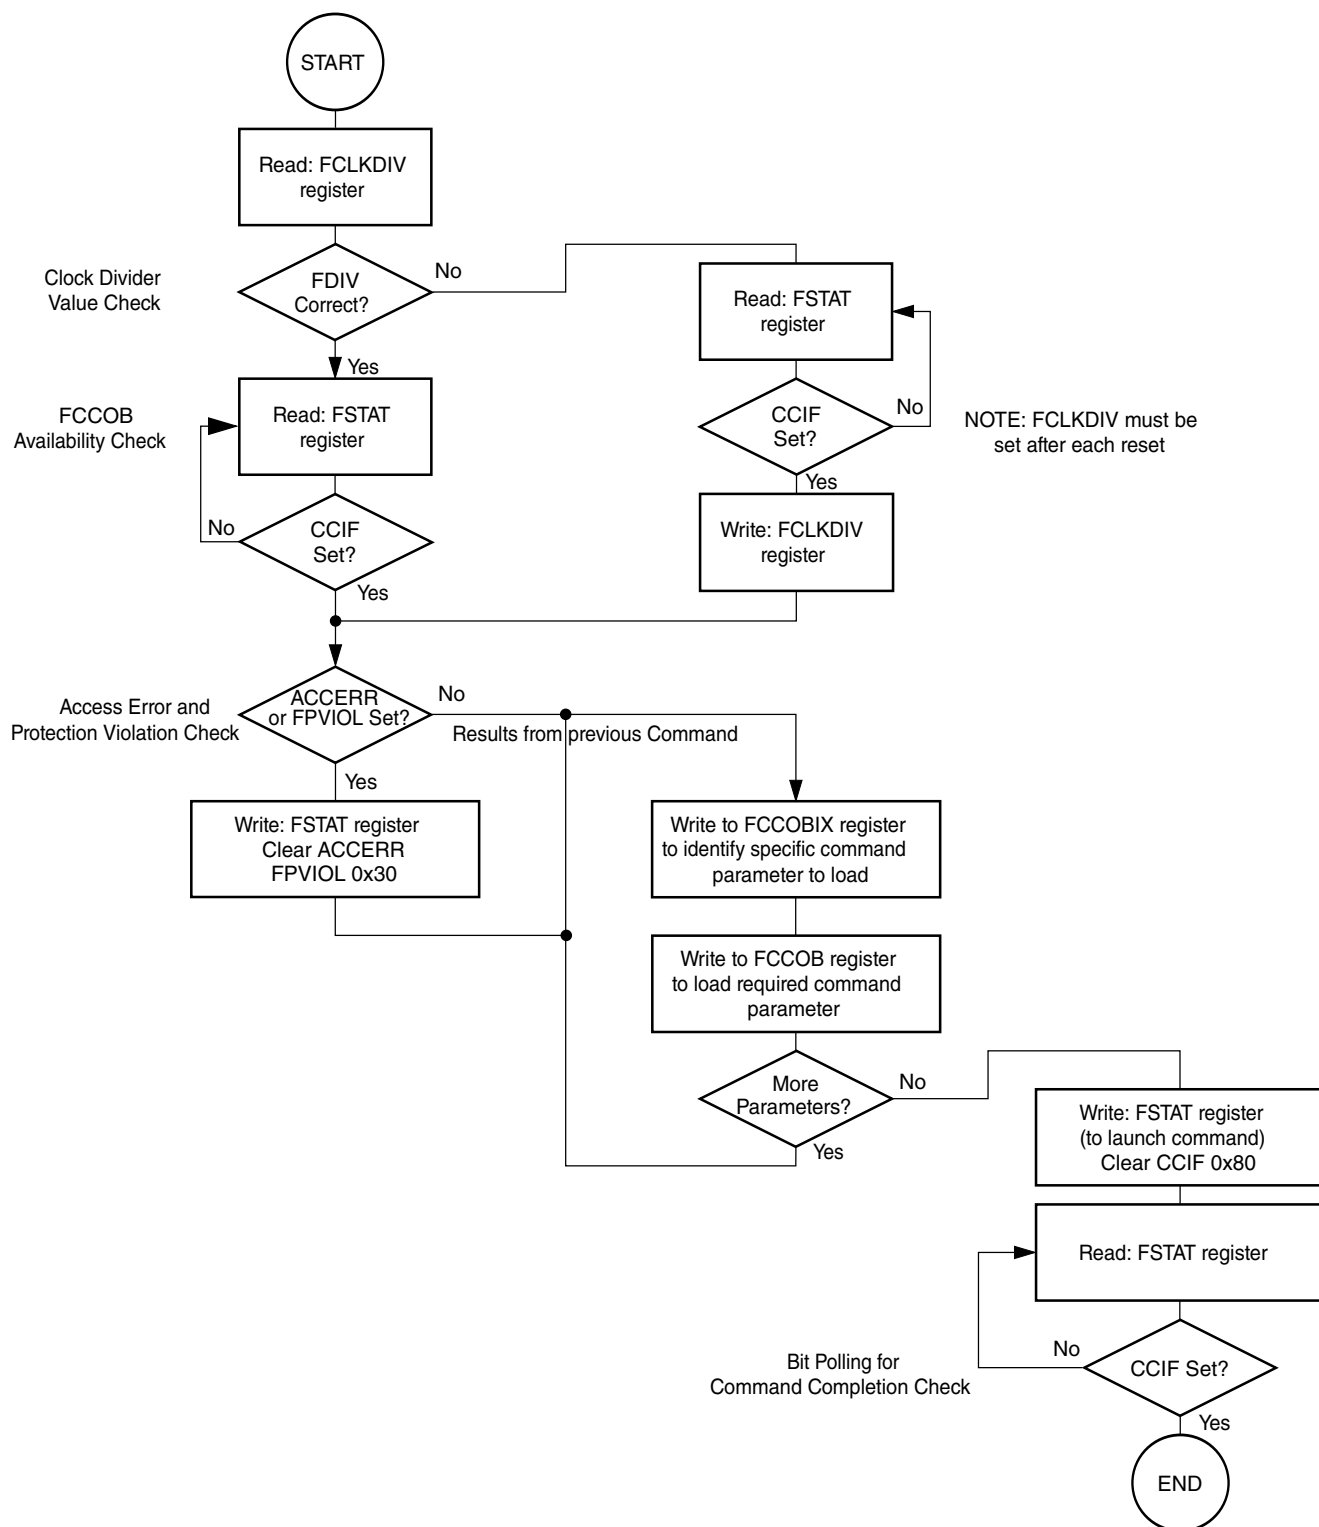 START
Read: FCLKDIV
register
Clock Divider
Value Check
FDIV
Correct?
No
Yes
Read: FSTAT
register
CCIF
Set?
No
Yes
NOTE: FCLKDIV must be
set after each reset
Write: FCLKDIV
register
FCCOB
Availability Check
Read: FSTAT
register
No
CCIF
Set?
Yes
Access Error and
Protection Violation Check
ACCERR
or FPVIOL Set?
No
Results from previous Command
Yes
Write: FSTAT register
Clear ACCERR
FPVIOL 0x30
Write to FCCOBIX register
to identify specific command
parameter to load
Write to FCCOB register
to load required command
parameter
More
Parameters?
No
Yes
Write: FSTAT register
(to launch command)
Clear CCIF 0x80
Read: FSTAT register
Bit Polling for
Command Completion Check
No
CCIF Set?
Yes
END